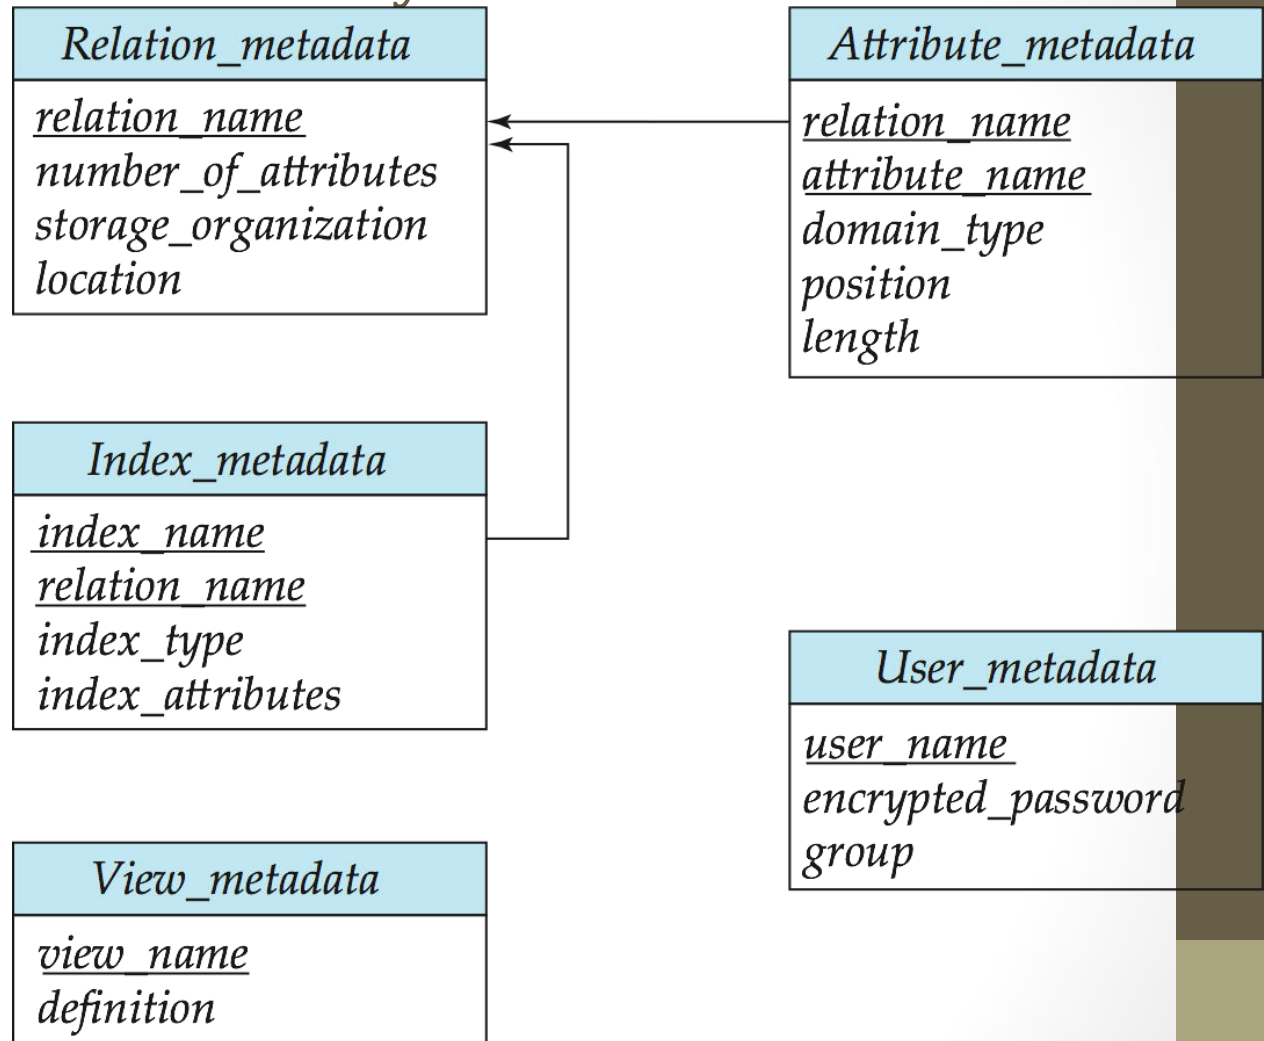 Relation_metadata
relation_name
number_of_attributes
storage_organization
location
Attribute_metadata
relation_name
attribute_name
domain_type
position
length
Index_metadata
index_name
relation_name
index_type
index_attributes
User_metadata
user_name
encrypted_password
group
View_metadata
view_name
definition